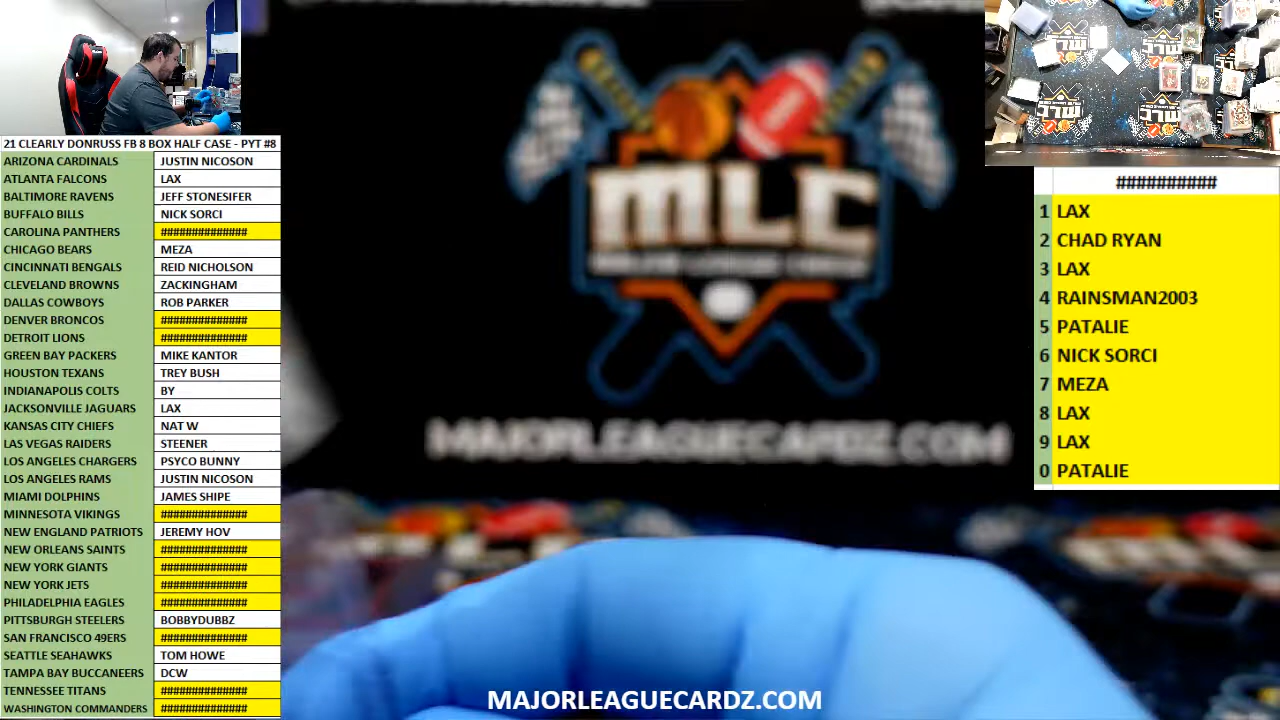 21 CLEARLY DONRUSS FB 8 BOX HALF CASE - PYT #8
ARIZONA CARDINALS JUSTIN NICOSON
ATLANTA FALCONS LAX
BALTIMORE RAVENS JEFF STONESIFER
BUFFALO BILLS NICK SORCI
CAROLINA PANTHERS ##############
CHICAGO BEARS MEZA
CINCINNATI BENGALS REID NICHOLSON
CLEVELAND BROWNS ZACKINGHAM
DALLAS COWBOYS ROB PARKER
DENVER BRONCOS ##############
DETROIT LIONS ##############
GREEN BAY PACKERS MIKE KANTOR
HOUSTON TEXANS TREY BUSH
INDIANAPOLIS COLTS BY
JACKSONVILLE JAGUARS LAX
KANSAS CITY CHIEFS NAT W
LAS VEGAS RAIDERS STEENER
LOS ANGELES CHARGERS PSYCO BUNNY
LOS ANGELES RAMS JUSTIN NICOSON
MIAMI DOLPHINS JAMES SHIPE
MINNESOTA VIKINGS ##############
NEW ENGLAND PATRIOTS JEREMY HOV
NEW ORLEANS SAINTS ##############
NEW YORK GIANTS ##############
NEW YORK JETS ##############
PHILADELPHIA EAGLES ##############
PITTSBURGH STEELERS BOBBYDUBBZ
SAN FRANCISCO 49ERS ##############
SEATTLE SEAHAWKS TOM HOWE
TAMPA BAY BUCCANEERS DCW
TENNESSEE TITANS ##############
WASHINGTON COMMANDERS ##############
MLC
MAJOR LEAGUE CARDZ
MAJORLEAGUECARDZ.COM
MAJORLEAGUECARDZ.COM
##########
1 LAX
2 CHAD RYAN
3 LAX
4 RAINSMAN2003
5 PATALIE
6 NICK SORCI
7 MEZA
8 LAX
9 LAX
0 PATALIE